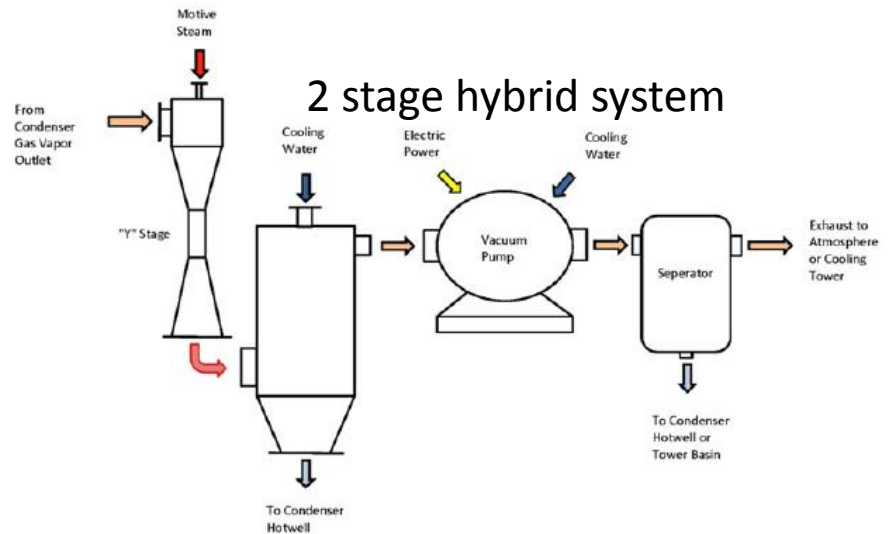 Motive
Steam
2 stage hybrid system
From
Condenser
Gas Vapor
Outlet
Cooling
Water
Electric
Power
Cooling
Water
"Y" Stage
Vacuum
Pump
Seperator
Exhaust to
Atmosphere
or Cooling
Tower
To Condenser
Hotwell or
Tower Basin
To Condenser
Hotwell